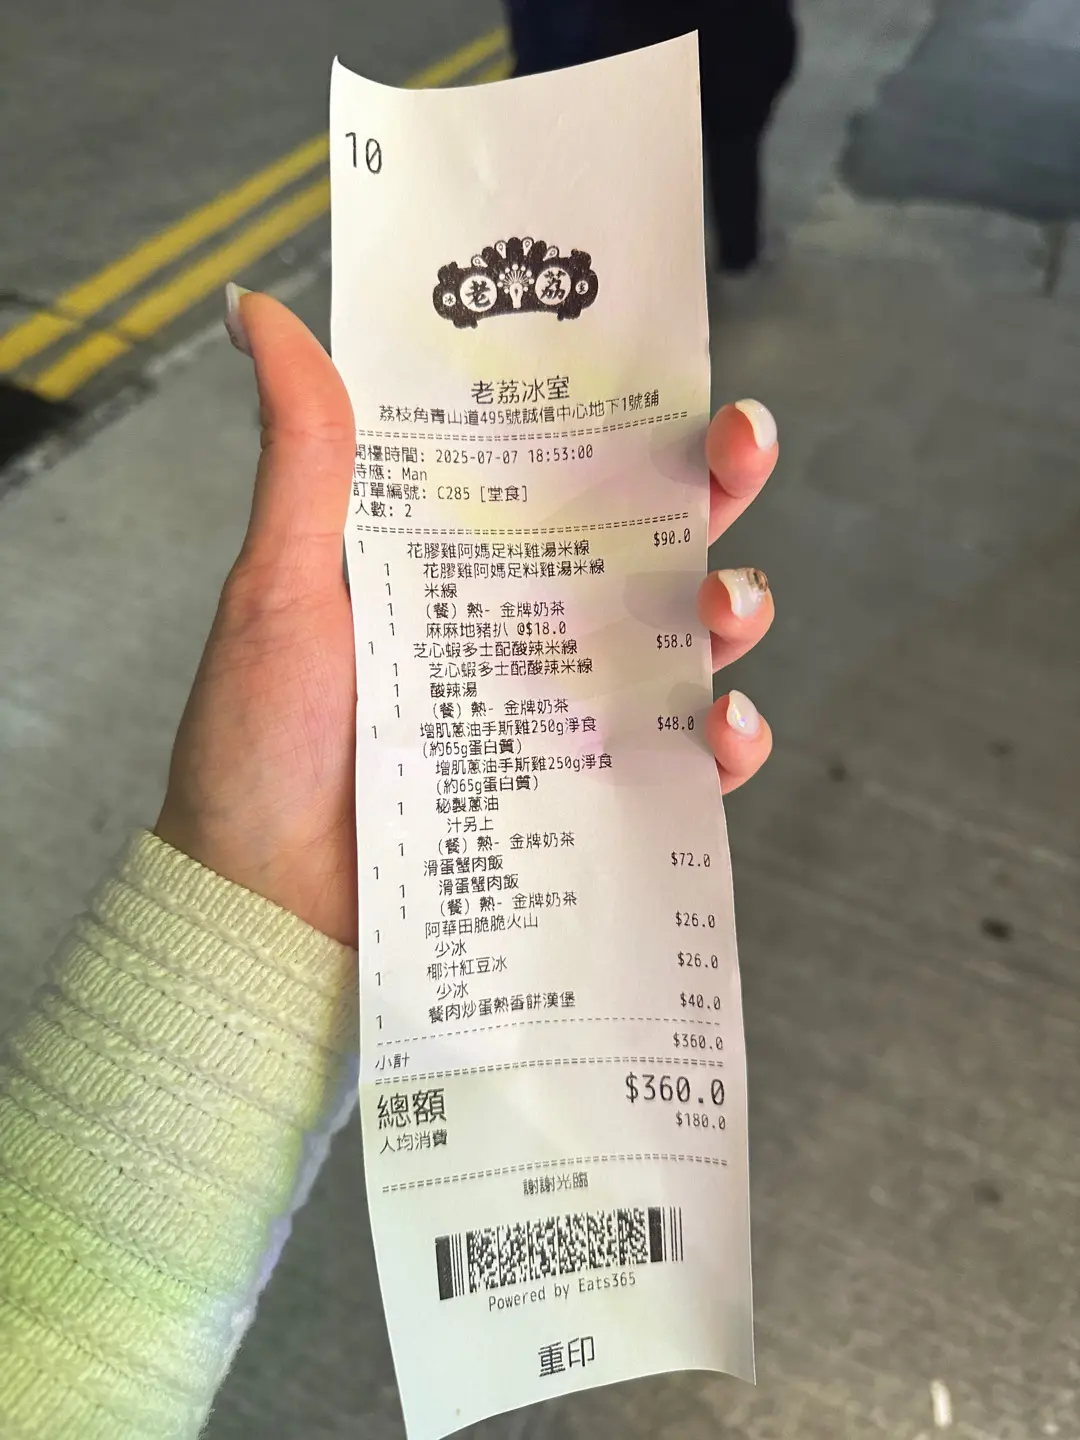 10
老荔
老荔冰室
荔枝角青山道495號誠信中心地下1號舖
開檯時間: 2025-07-07 18:53:00
侍應: Man
訂單編號: C285 [堂食]
人數: 2
1 花膠雞阿媽足料雞湯米線 $90.0
1 花膠雞阿媽足料雞湯米線
1 米線
1 (餐) 熱- 金牌奶茶
1 麻麻地豬扒 @$18.0
1 芝心蝦多士配酸辣米線 $58.0
1 芝心蝦多士配酸辣米線
1 酸辣湯
1 (餐) 熱- 金牌奶茶
1 增肌蔥油手斯雞250g淨食 $48.0
(約65g蛋白質)
1 增肌蔥油手斯雞250g淨食
(約65g蛋白質)
1 秘製蔥油
汁另上
1 (餐) 熱- 金牌奶茶
1 滑蛋蟹肉飯 $72.0
1 滑蛋蟹肉飯
1 (餐) 熱- 金牌奶茶
1 阿華田脆脆火山 $26.0
少冰
1 椰汁紅豆冰 $26.0
少冰
1 餐肉炒蛋熱香餅漢堡 $40.0
小計 $360.0
總額 $360.0
人均消費 $180.0
謝謝光臨
Powered by Eats365
重印